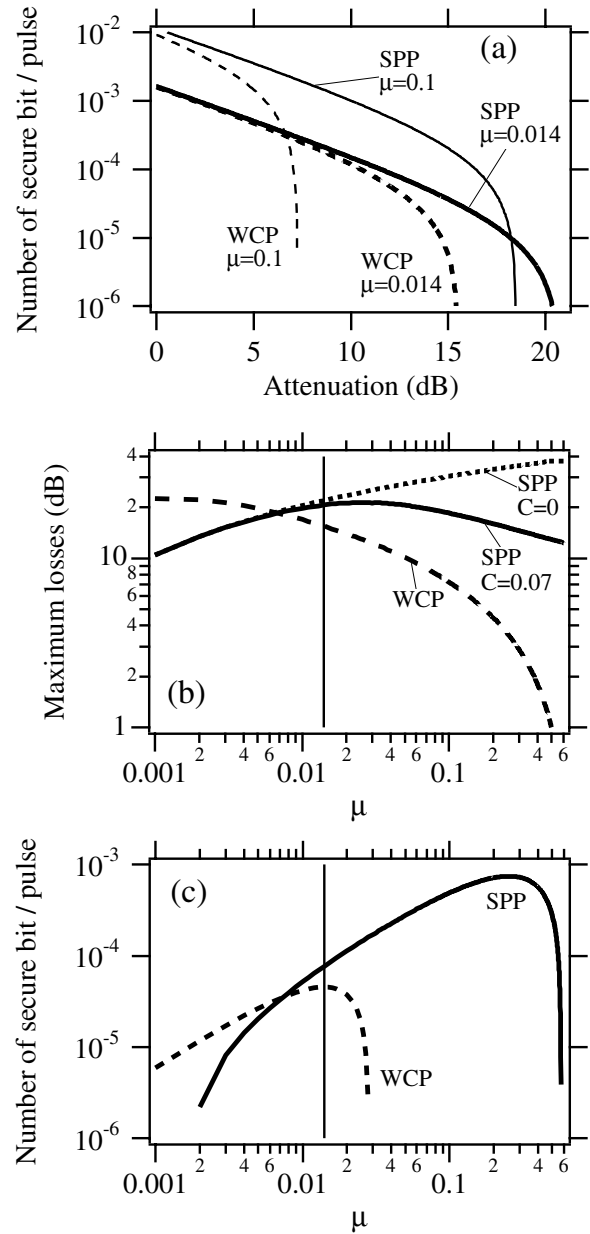 Number of secure bit / pulse
10-2
10-3
10-4
10-5
10-6
(a)
SPP
μ=0.1
SPP
μ=0.014
WCP
μ=0.1
WCP
μ=0.014
0 5 10 15 20
Attenuation (dB)
Maximum losses (dB)
4
2
10
8
6
4
2
1
(b)
SPP
C=0
SPP
C=0.07
WCP
0.001 2 4 6 0.01 2 4 6 0.1 2 4 6
μ
Number of secure bit / pulse
10-3
10-4
10-5
10-6
(c)
SPP
WCP
0.001 2 4 6 0.01 2 4 6 0.1 2 4 6
μ